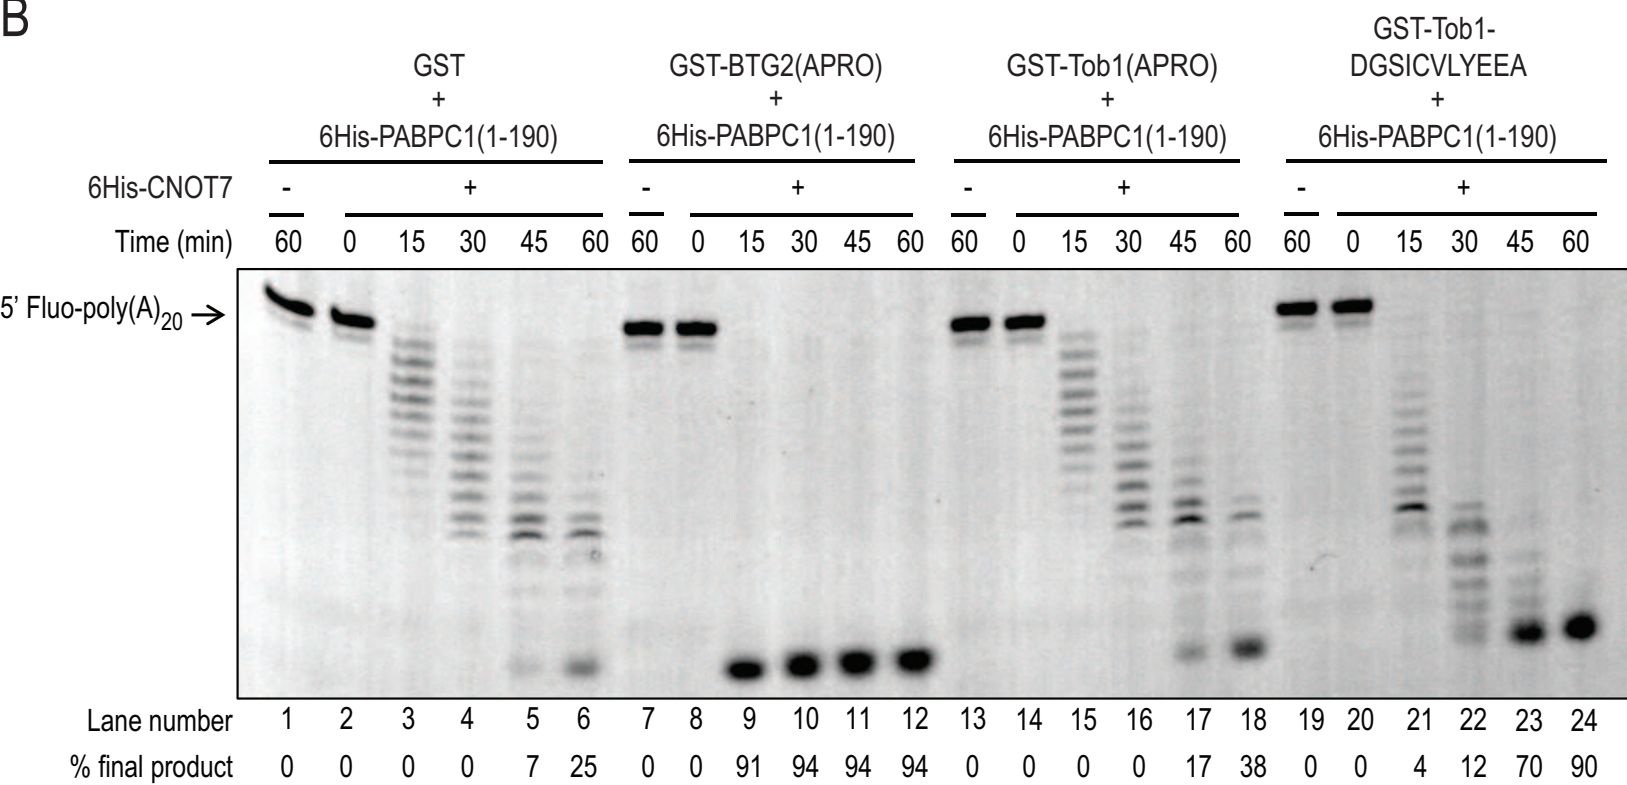 B
GST GST-BTG2(APRO) GST-Tob1(APRO) GST-Tob1-
DGSICVLYEEA
+ + + +
6His-PABPC1(1-190) 6His-PABPC1(1-190) 6His-PABPC1(1-190) 6His-PABPC1(1-190)
6His-CNOT7 - + - + - + - +
Time (min) 60 0 15 30 45 60 60 0 15 30 45 60 60 0 15 30 45 60 60 0 15 30 45 60
5' Fluo-poly(A)20 →
Lane number 1 2 3 4 5 6 7 8 9 10 11 12 13 14 15 16 17 18 19 20 21 22 23 24
% final product 0 0 0 0 7 25 0 0 91 94 94 94 0 0 0 0 17 38 0 0 4 12 70 90